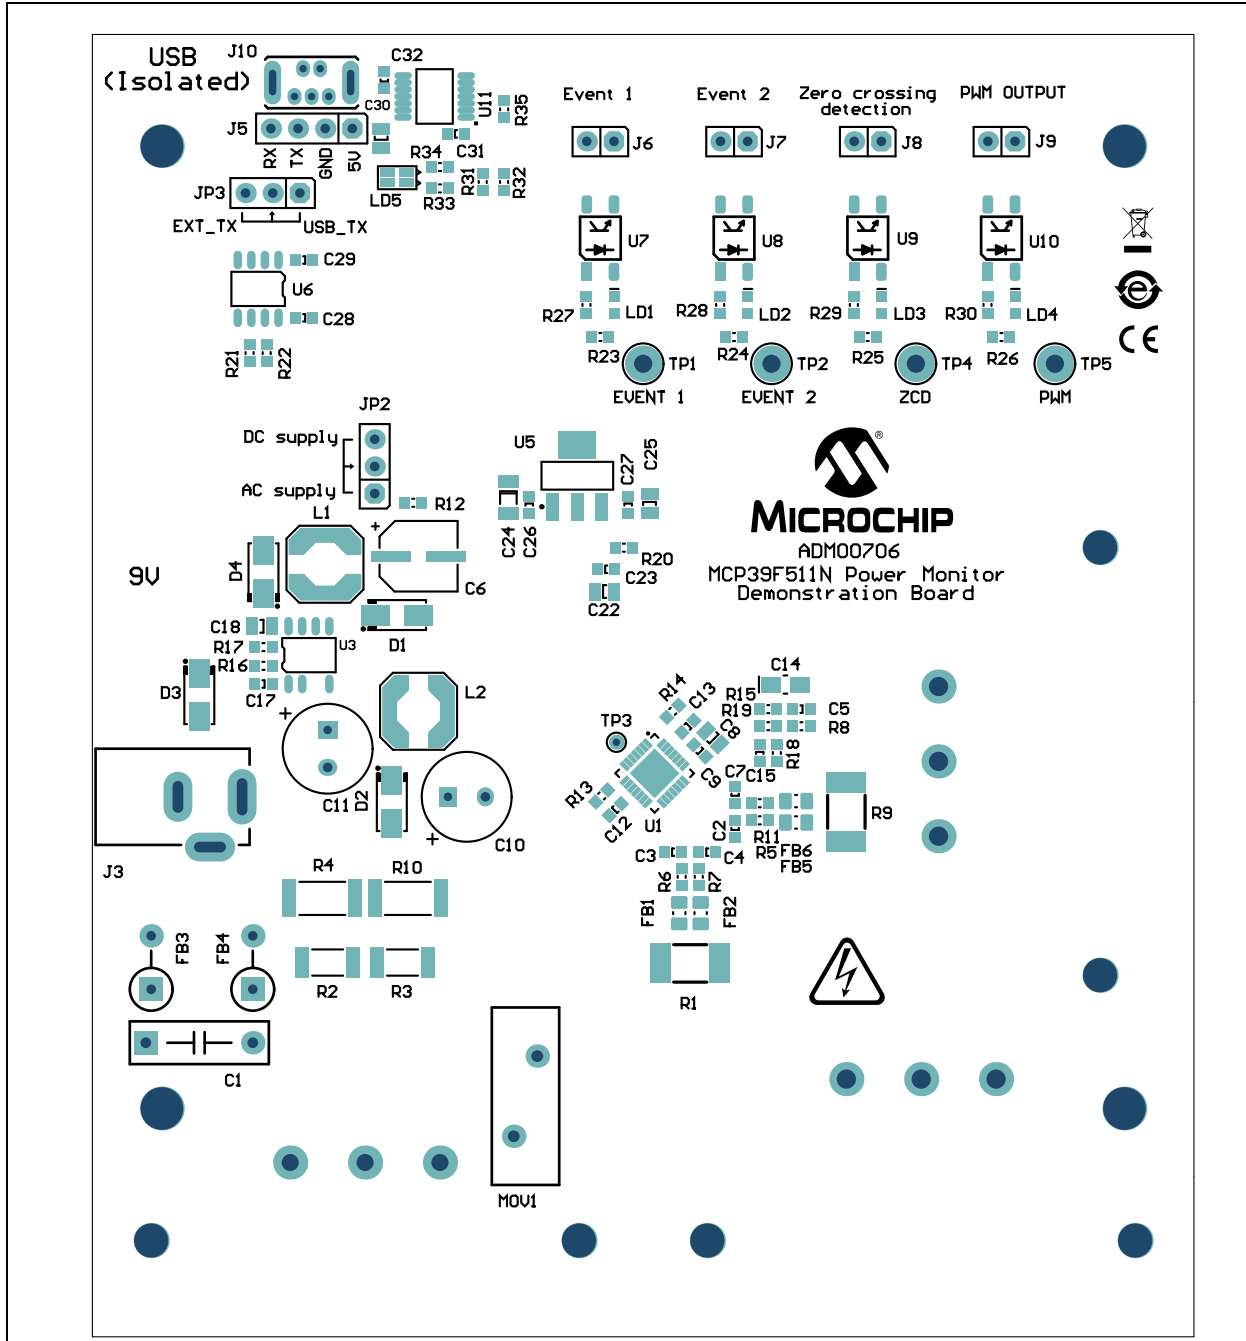 USB
(Isolated)
J10
C32
C30
U11
R35
J5
RX
TX
GND
5V
C31
R34
R33
R31
R32
LD5
JP3
EXT_TX
USB_TX
Event 1
Event 2
Zero crossing
detection
PWM OUTPUT
J6
J7
J8
J9
U7
U8
U9
U10
C29
U6
C28
R21
R22
R27
LD1
R28
LD2
R29
LD3
R30
LD4
R23
R24
R25
R26
TP1
TP2
TP4
TP5
EVENT 1
EVENT 2
ZCD
PWM
JP2
DC supply
AC supply
R12
U5
C27
C25
C24
C26
R20
C23
C22
®
MICROCHIP
ADM00706
MCP39F511N Power Monitor
Demonstration Board
L1
+
C6
9V
D4
D1
C18
R17
R16
C17
U3
D3
L2
+
C11
D2
+
C10
J3
TP3
R14
C13
C8
C9
R13
C12
U1
C14
R15
R19
C5
R8
R18
C15
C7
C2
R11
R5
FB6
FB5
R9
C3
C4
R6
R7
FB1
FB2
R1
R4
R10
R2
R3
FB3
FB4
C1
MOV1
e
CE